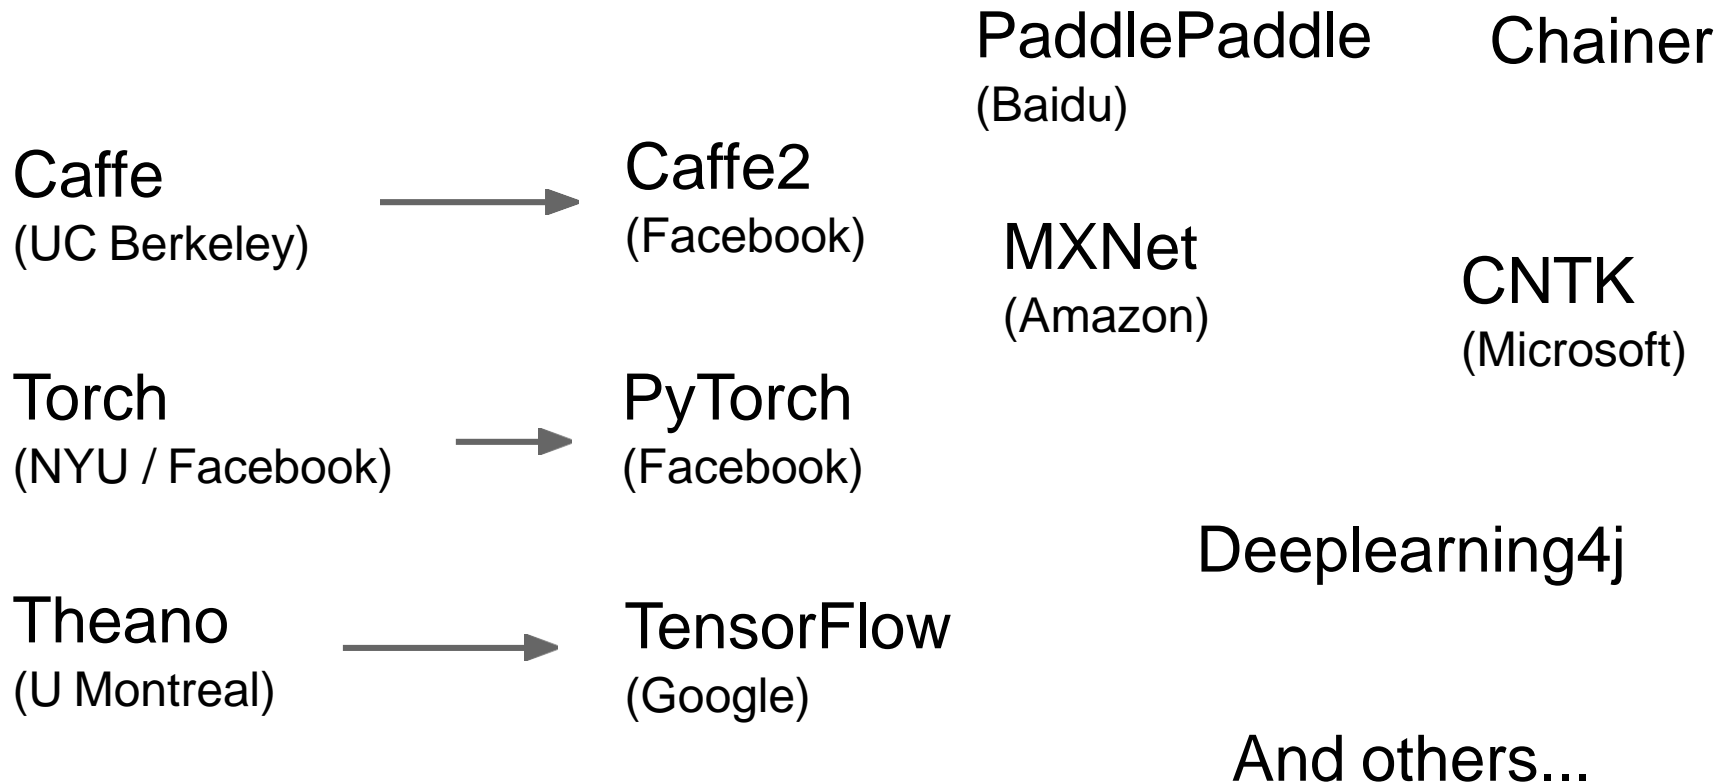 PaddlePaddle
(Baidu)
Chainer
Caffe
(UC Berkeley)
Caffe2
(Facebook)
MXNet
(Amazon)
CNTK
(Microsoft)
Torch
(NYU / Facebook)
PyTorch
(Facebook)
Deeplearning4j
Theano
(U Montreal)
TensorFlow
(Google)
And others...